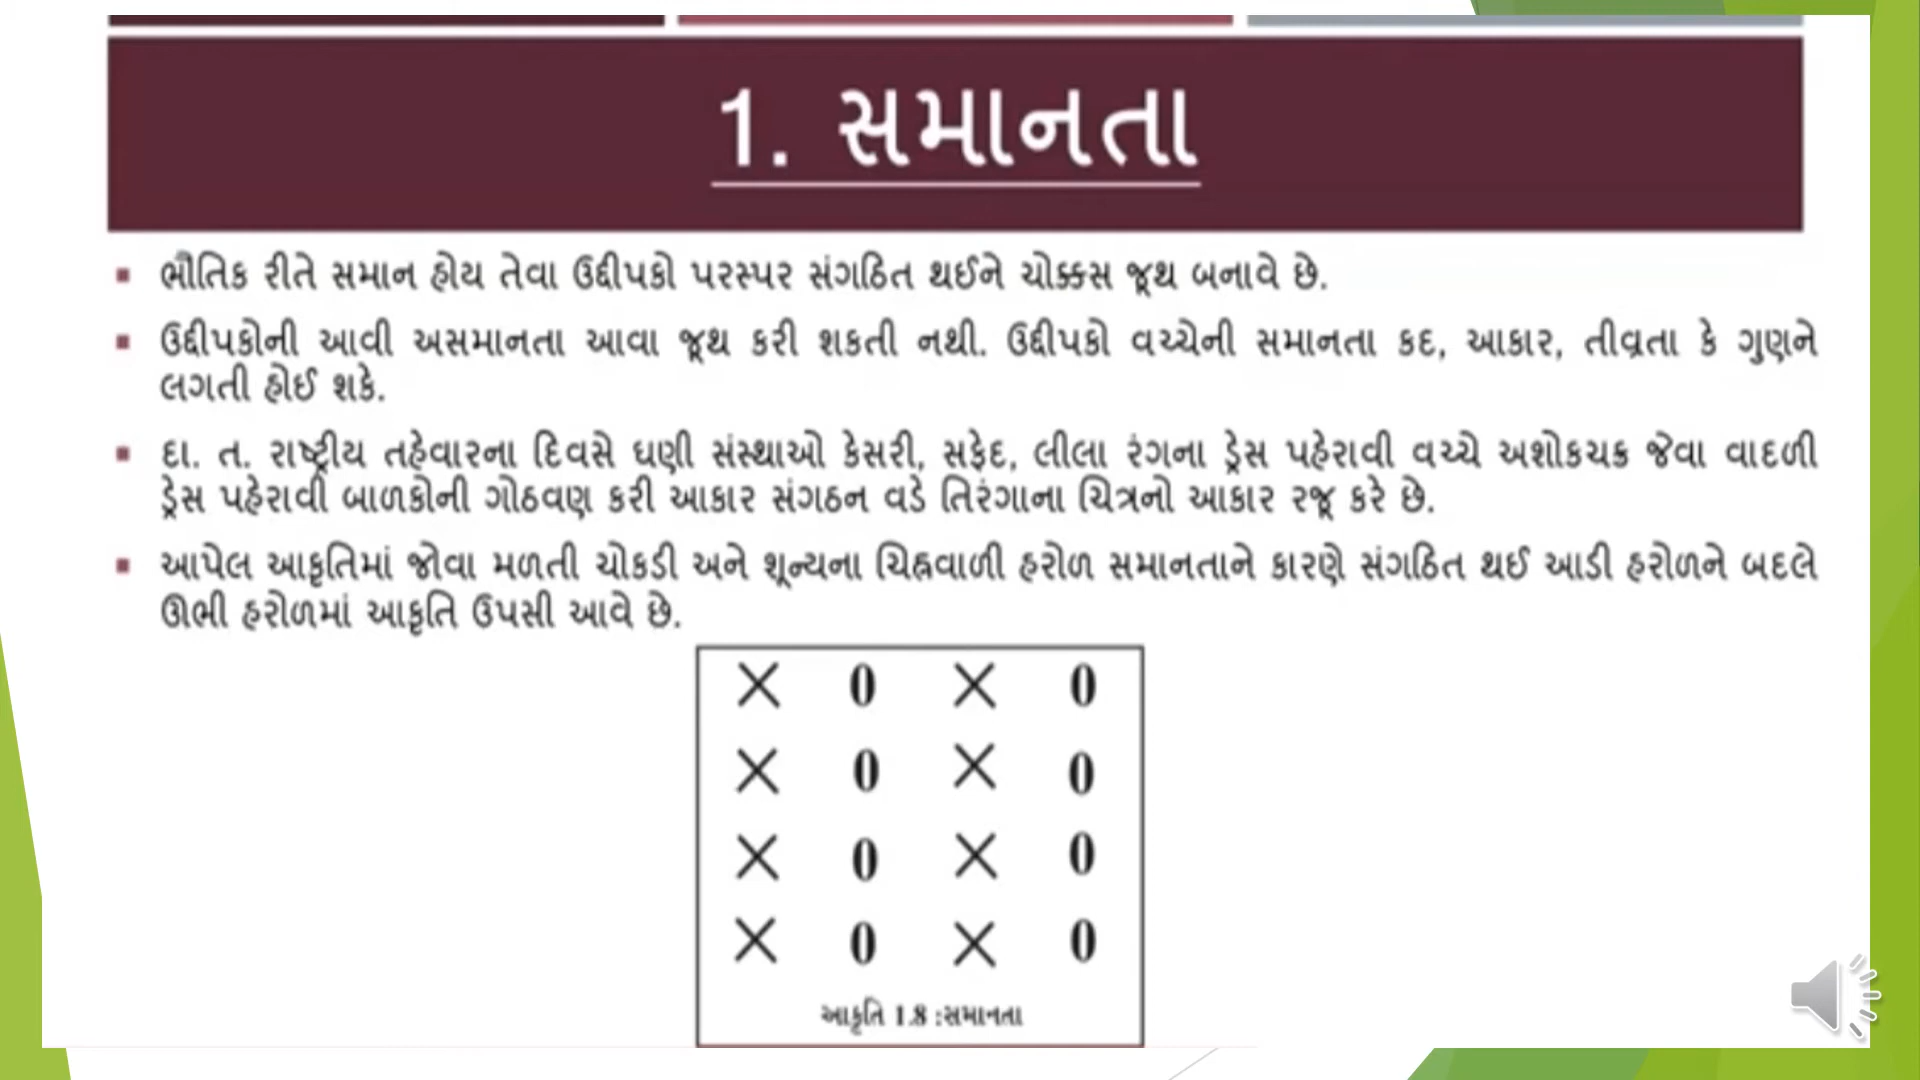 1. સમાનતા
▪ ભૌતિક રીતે સમાન હોય તેવા ઉદ્દીપકો પરસ્પર સંગઠિત થઈને ચોક્કસ જૂથ બનાવે છે.
▪ ઉદ્દીપકોની આવી અસમાનતા આવા જૂથ કરી શકતી નથી. ઉદ્દીપકો વચ્ચેની સમાનતા કદ, આકાર, તીવ્રતા કે ગુણને
લગતી હોઈ શકે.
▪ દા. ત. રાષ્ટ્રીય તહેવારના દિવસે ઘણી સંસ્થાઓ કેસરી, સફેદ, લીલા રંગના ડ્રેસ પહેરાવી વચ્ચે અશોકચક્ર જેવા વાદળી
ડ્રેસ પહેરાવી બાળકોની ગોઠવણ કરી આકાર સંગઠન વડે તિરંગાના ચિત્રનો આકાર રજૂ કરે છે.
▪ આપેલ આકૃતિમાં જોવા મળતી ચોકડી અને શૂન્યના ચિહ્નવાળી હરોળ સમાનતાને કારણે સંગઠિત થઈ આડી હરોળને બદલે
ઊભી હરોળમાં આકૃતિ ઉપસી આવે છે.
× 0 × 0
× 0 × 0
× 0 × 0
× 0 × 0
આકૃતિ 1.8 :સમાનતા